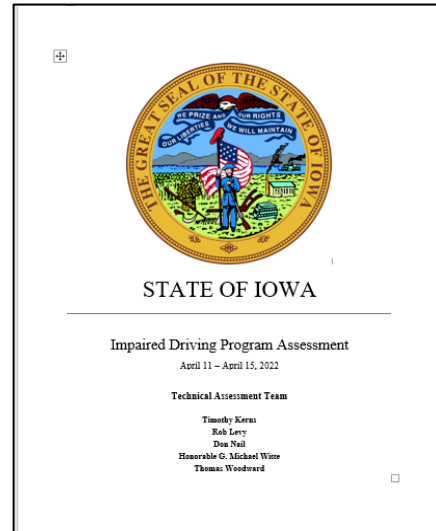 THE GREAT SEAL OF THE STATE OF IOWA
OUR LIBERTIES WE PRIZE AND OUR RIGHTS WE WILL MAINTAIN
STATE OF IOWA
Impaired Driving Program Assessment
April 11 – April 15, 2022
Technical Assessment Team
Timothy Kerns
Rob Levy
Don Nail
Honorable G. Michael Witte
Thomas Woodward